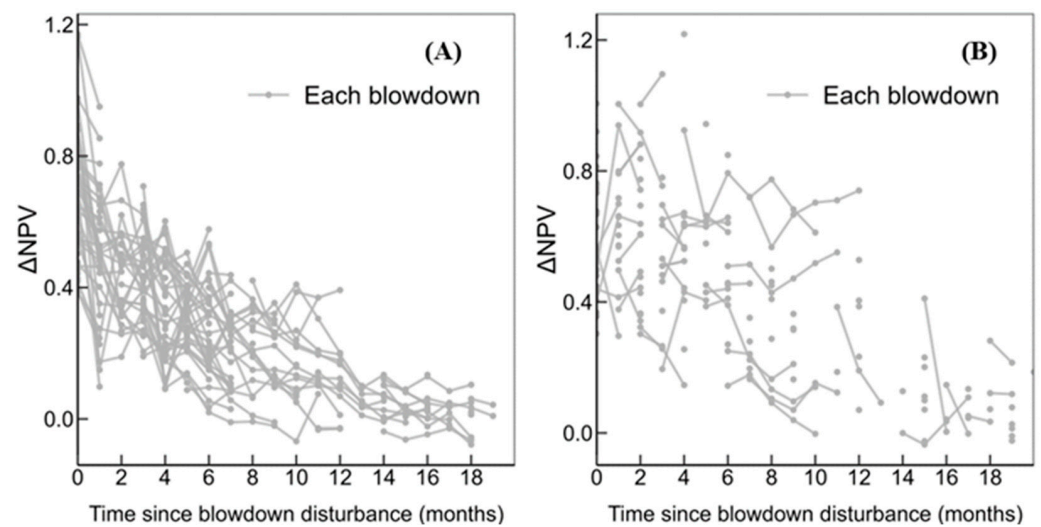 (A)
Each blowdown
ΔNPV
1.2
0.8
0.4
0.0
0 2 4 6 8 10 12 14 16 18
Time since blowdown disturbance (months)
(B)
Each blowdown
ΔNPV
1.2
0.8
0.4
0.0
0 2 4 6 8 10 12 14 16 18
Time since blowdown disturbance (months)